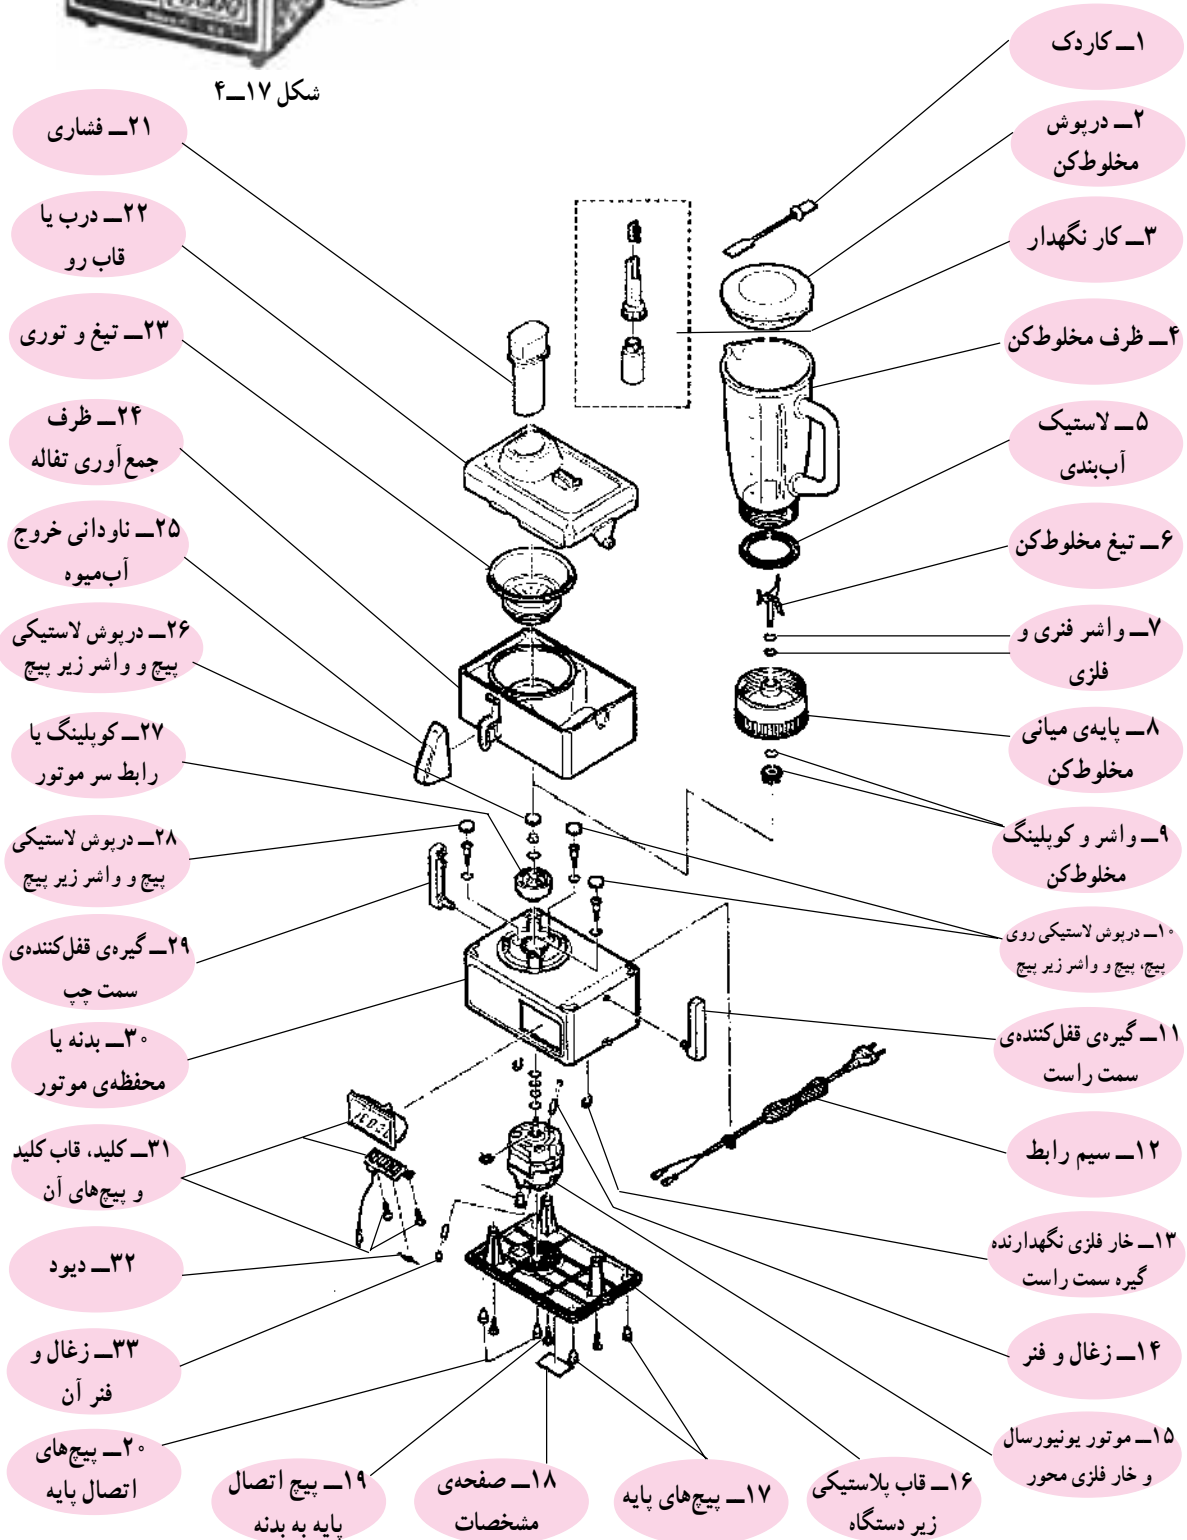 شکل ۱۷ــ۴
۱ــ کاردک
۲ــ درپوش
مخلوط‌کن
۳ــ کار نگهدار
۴ــ ظرف مخلوط‌کن
۵ــ لاستیک
آب‌بندی
۶ــ تیغ مخلوط‌کن
۷ــ واشر فنری و
فلزی
۸ــ پایه‌ی میانی
مخلوط‌کن
۹ــ واشر و کوپلینگ
مخلوط‌کن
۱۰ــ درپوش لاستیکی روی
پیچ، پیچ و واشر زیر پیچ
۱۱ــ گیره‌ی قفل‌کننده‌ی
سمت راست
۱۲ــ سیم رابط
۱۳ــ خار فلزی نگهدارنده
گیره سمت راست
۱۴ــ زغال و فنر
۱۵ــ موتور یونیورسال
و خار فلزی محور
۱۶ــ قاب پلاستیکی
زیر دستگاه
۱۷ــ پیچ‌های پایه
۱۸ــ صفحه‌ی
مشخصات
۱۹ــ پیچ اتصال
پایه به بدنه
۲۰ــ پیچ‌های
اتصال پایه
۲۱ــ فشاری
۲۲ــ درب یا
قاب رو
۲۳ــ تیغ و توری
۲۴ــ ظرف
جمع‌آوری تفاله
۲۵ــ ناودانی خروج
آب‌میوه
۲۶ــ درپوش لاستیکی
پیچ و واشر زیر پیچ
۲۷ــ کوپلینگ یا
رابط سر موتور
۲۸ــ درپوش لاستیکی
پیچ و واشر زیر پیچ
۲۹ــ گیره‌ی قفل‌کننده‌ی
سمت چپ
۳۰ــ بدنه یا
محفظه‌ی موتور
۳۱ــ کلید، قاب کلید
و پیچ‌های آن
۳۲ــ دیود
۳۳ــ زغال و
فنر آن